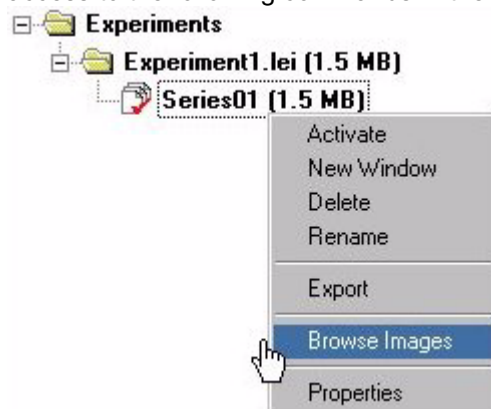 Experiments
Experiment1.lei (1.5 MB)
Series01 (1.5 MB)
Activate
New Window
Delete
Rename
Export
Browse Images
Properties